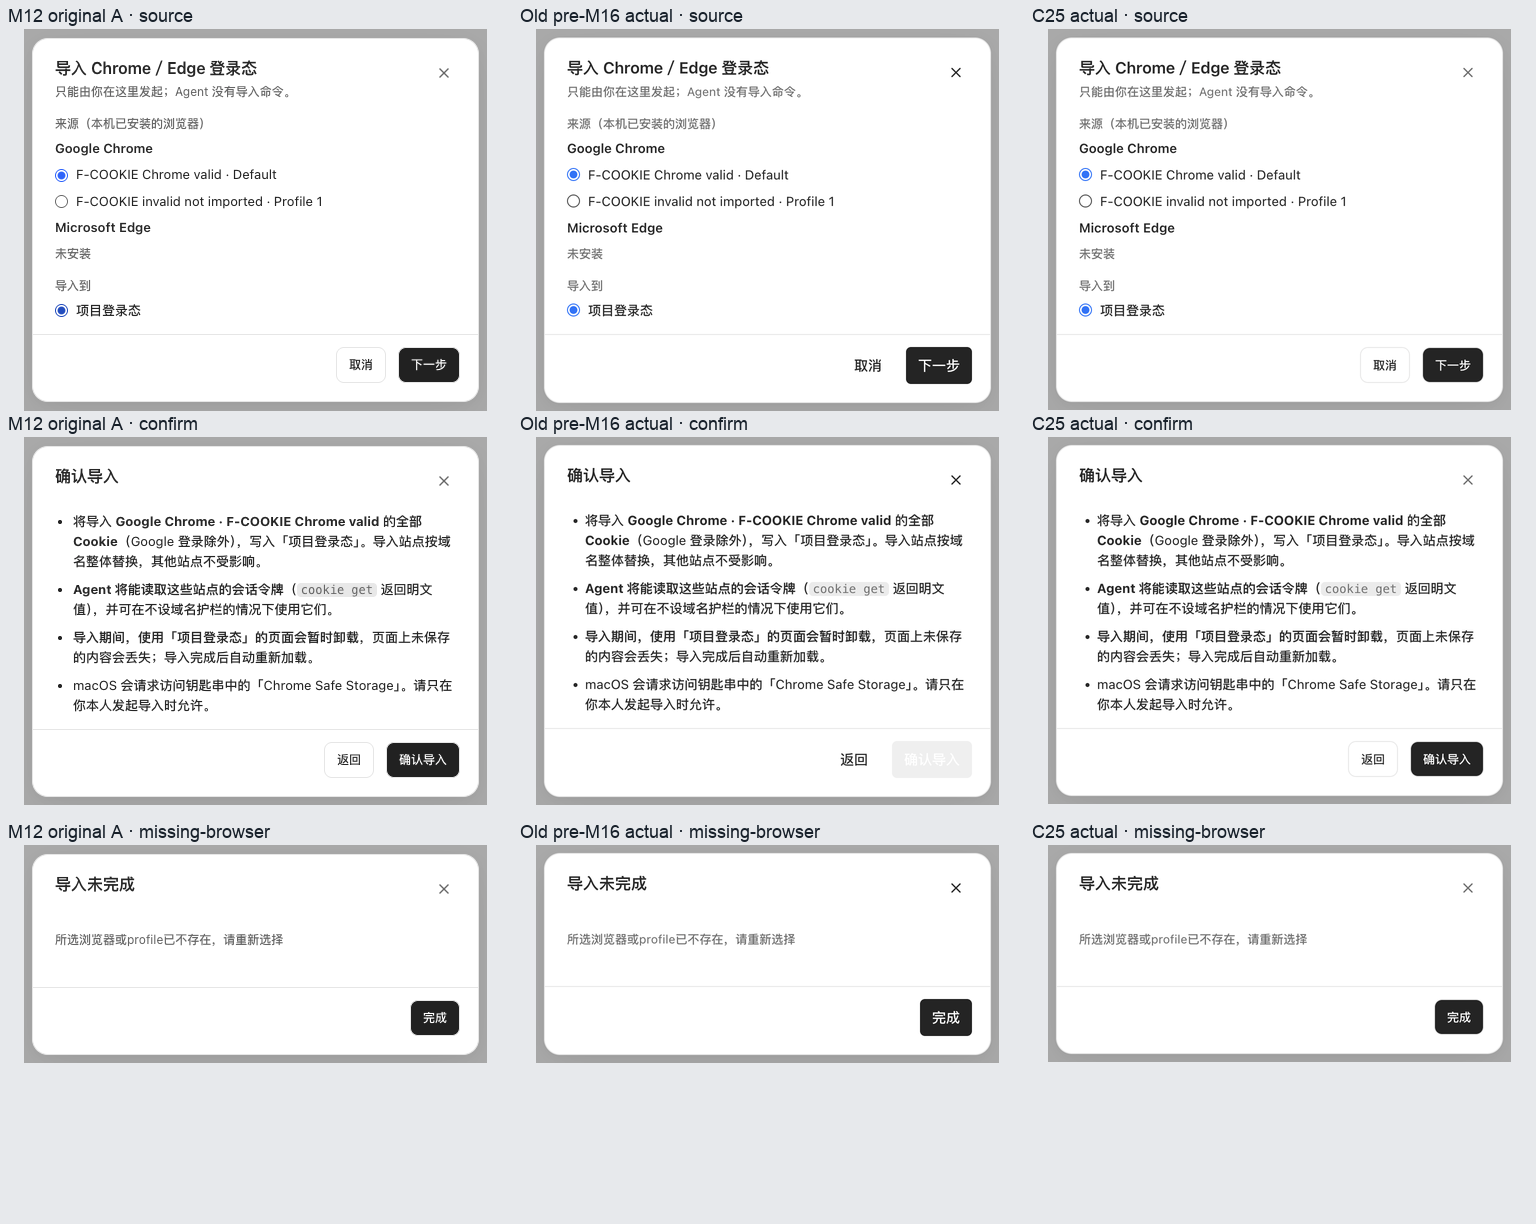 M12 original A · source
导入 Chrome / Edge 登录态
只能由你在这里发起；Agent 没有导入命令。
来源（本机已安装的浏览器）
Google Chrome
F-COOKIE Chrome valid · Default
F-COOKIE invalid not imported · Profile 1
Microsoft Edge
未安装
导入到
项目登录态
取消
下一步
Old pre-M16 actual · source
导入 Chrome / Edge 登录态
只能由你在这里发起；Agent 没有导入命令。
来源（本机已安装的浏览器）
Google Chrome
F-COOKIE Chrome valid · Default
F-COOKIE invalid not imported · Profile 1
Microsoft Edge
未安装
导入到
项目登录态
取消
下一步
C25 actual · source
导入 Chrome / Edge 登录态
只能由你在这里发起；Agent 没有导入命令。
来源（本机已安装的浏览器）
Google Chrome
F-COOKIE Chrome valid · Default
F-COOKIE invalid not imported · Profile 1
Microsoft Edge
未安装
导入到
项目登录态
取消
下一步
M12 original A · confirm
确认导入
• 将导入 Google Chrome · F-COOKIE Chrome valid 的全部
Cookie（Google 登录除外），写入「项目登录态」。导入站点按域
名整体替换，其他站点不受影响。
• Agent 将能读取这些站点的会话令牌（cookie get 返回明文
值），并可在不设域名护栏的情况下使用它们。
• 导入期间，使用「项目登录态」的页面会暂时卸载，页面上未保存
的内容会丢失；导入完成后自动重新加载。
• macOS 会请求访问钥匙串中的「Chrome Safe Storage」。请只在
你本人发起导入时允许。
返回
确认导入
Old pre-M16 actual · confirm
确认导入
• 将导入 Google Chrome · F-COOKIE Chrome valid 的全部
Cookie（Google 登录除外），写入「项目登录态」。导入站点按域
名整体替换，其他站点不受影响。
• Agent 将能读取这些站点的会话令牌（cookie get 返回明文
值），并可在不设域名护栏的情况下使用它们。
• 导入期间，使用「项目登录态」的页面会暂时卸载，页面上未保存
的内容会丢失；导入完成后自动重新加载。
• macOS 会请求访问钥匙串中的「Chrome Safe Storage」。请只在
你本人发起导入时允许。
返回
确认导入
C25 actual · confirm
确认导入
• 将导入 Google Chrome · F-COOKIE Chrome valid 的全部
Cookie（Google 登录除外），写入「项目登录态」。导入站点按域
名整体替换，其他站点不受影响。
• Agent 将能读取这些站点的会话令牌（cookie get 返回明文
值），并可在不设域名护栏的情况下使用它们。
• 导入期间，使用「项目登录态」的页面会暂时卸载，页面上未保存
的内容会丢失；导入完成后自动重新加载。
• macOS 会请求访问钥匙串中的「Chrome Safe Storage」。请只在
你本人发起导入时允许。
返回
确认导入
M12 original A · missing-browser
导入未完成
所选浏览器或profile已不存在，请重新选择
完成
Old pre-M16 actual · missing-browser
导入未完成
所选浏览器或profile已不存在，请重新选择
完成
C25 actual · missing-browser
导入未完成
所选浏览器或profile已不存在，请重新选择
完成